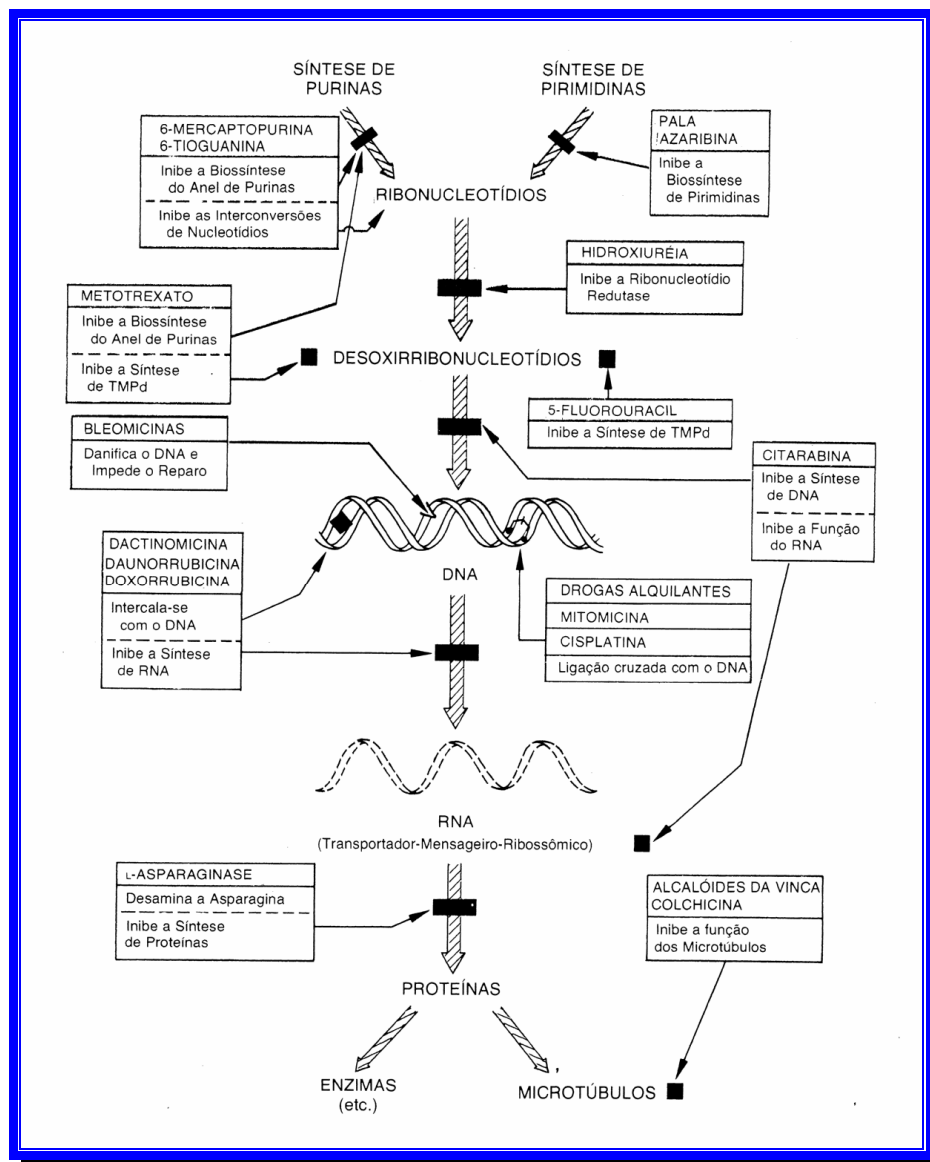 SÍNTESE DE
PURINAS
SÍNTESE DE
PIRIMIDINAS
6-MERCAPTOPURINA
6-TIOGUANINA
Inibe a Biossíntese
do Anel de Purinas
Inibe as Interconversões
de Nucleotídios
PALA
AZARIBINA
Inibe a
Biossíntese
de Pirimidinas
RIBONUCLEOTÍDIOS
HIDROXIURÉIA
Inibe a Ribonucleotídio
Redutase
METOTREXATO
Inibe a Biossíntese
do Anel de Purinas
Inibe a Síntese
de TMPd
DESOXIRRIBONUCLEOTÍDIOS
5-FLUOROURACIL
Inibe a Síntese de TMPd
BLEOMICINAS
Danifica o DNA e
Impede o Reparo
CITARABINA
Inibe a Síntese
de DNA
Inibe a Função
do RNA
DACTINOMICINA
DAUNORRUBICINA
DOXORRUBICINA
Intercala-se
com o DNA
Inibe a Síntese
de RNA
DNA
DROGAS ALQUILANTES
MITOMICINA
CISPLATINA
Ligação cruzada com o DNA
RNA
(Transportador-Mensageiro-Ribossômico)
L-ASPARAGINASE
Desamina a Asparagina
Inibe a Síntese
de Proteínas
ALCALÓIDES DA VINCA
COLCHICINA
Inibe a função
dos Microtúbulos
PROTEÍNAS
ENZIMAS
(etc.)
MICROTÚBULOS